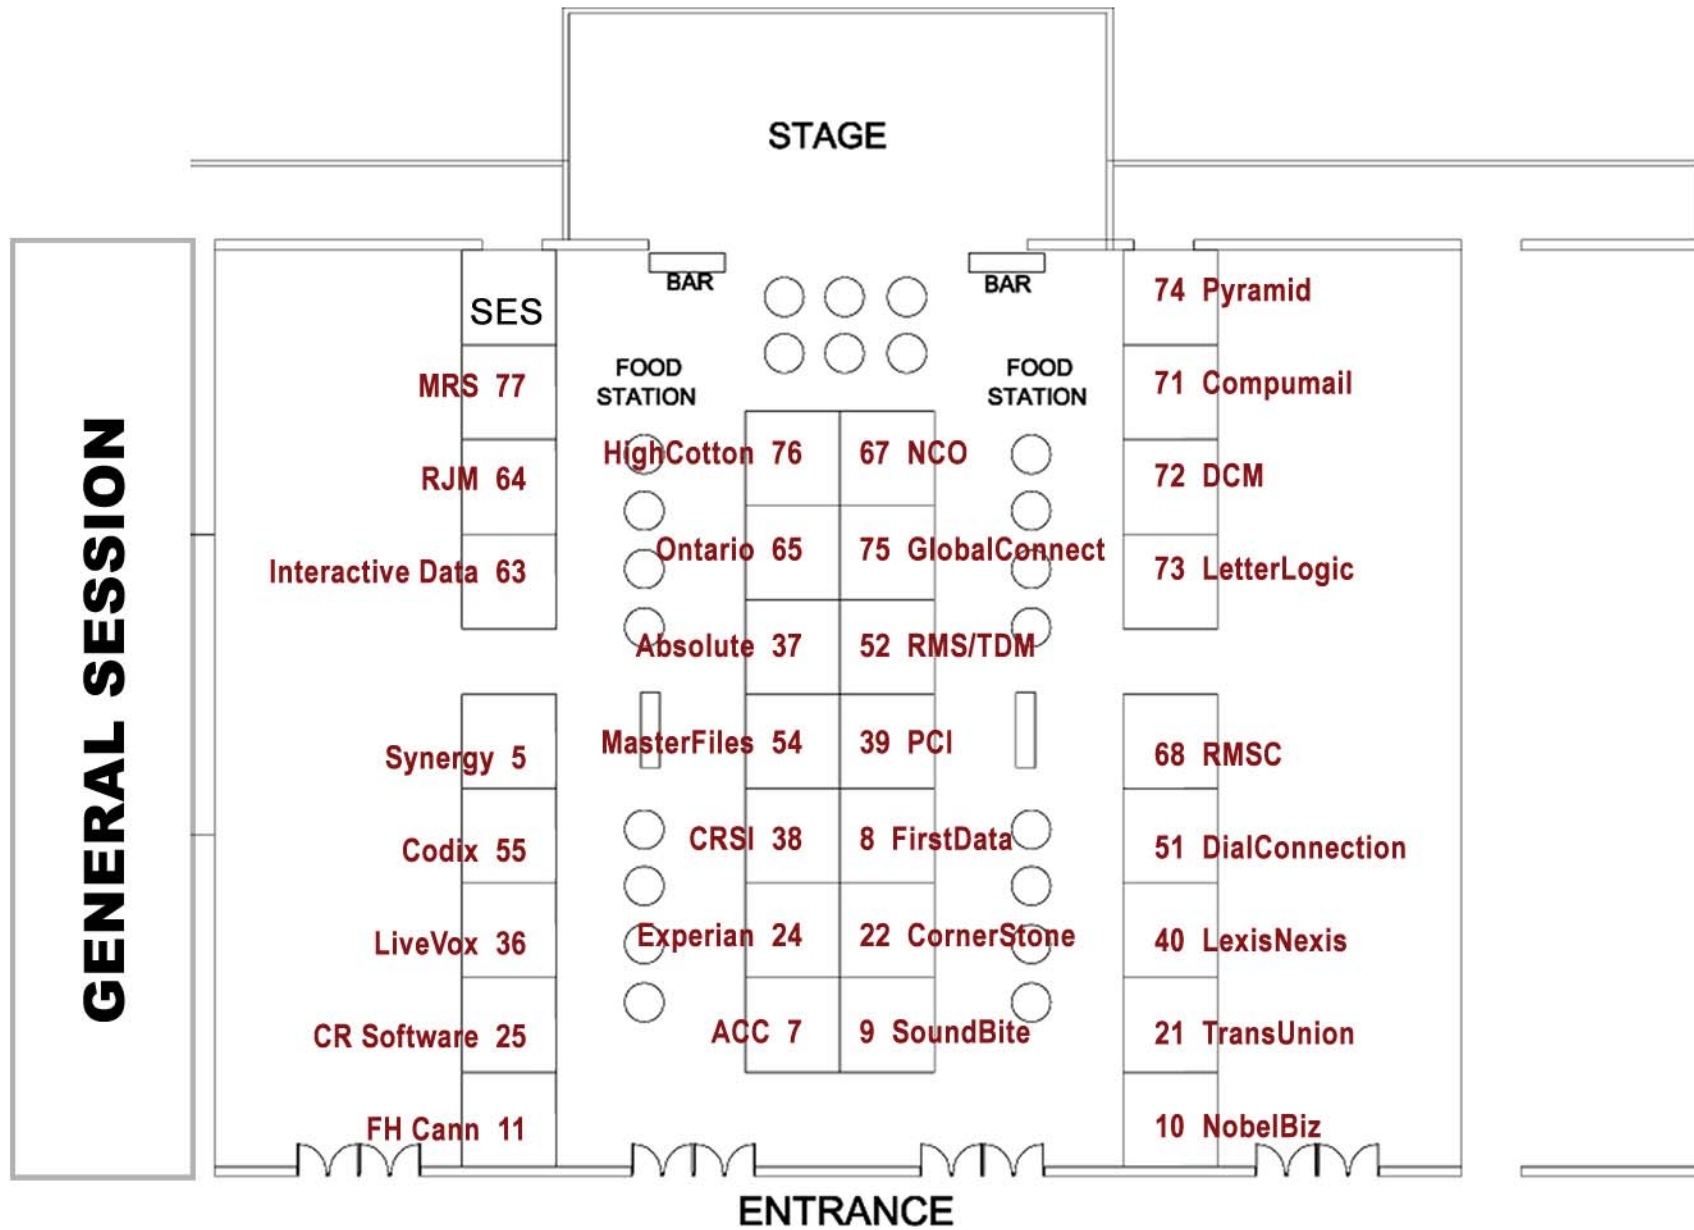 STAGE
BAR
BAR
SES
74 Pyramid
FOOD
STATION
FOOD
STATION
MRS 77
71 Compumail
HighCotton 76
67 NCO
RJM 64
72 DCM
Ontario 65
75 GlobalConnect
Interactive Data 63
73 LetterLogic
Absolute 37
52 RMS/TDM
GENERAL SESSION
MasterFiles 54
39 PCI
Synergy 5
68 RMSC
CRSI 38
8 FirstData
Codix 55
51 DialConnection
Experian 24
22 CornerStone
LiveVox 36
40 LexisNexis
ACC 7
9 SoundBite
CR Software 25
21 TransUnion
FH Cann 11
10 NobelBiz
ENTRANCE